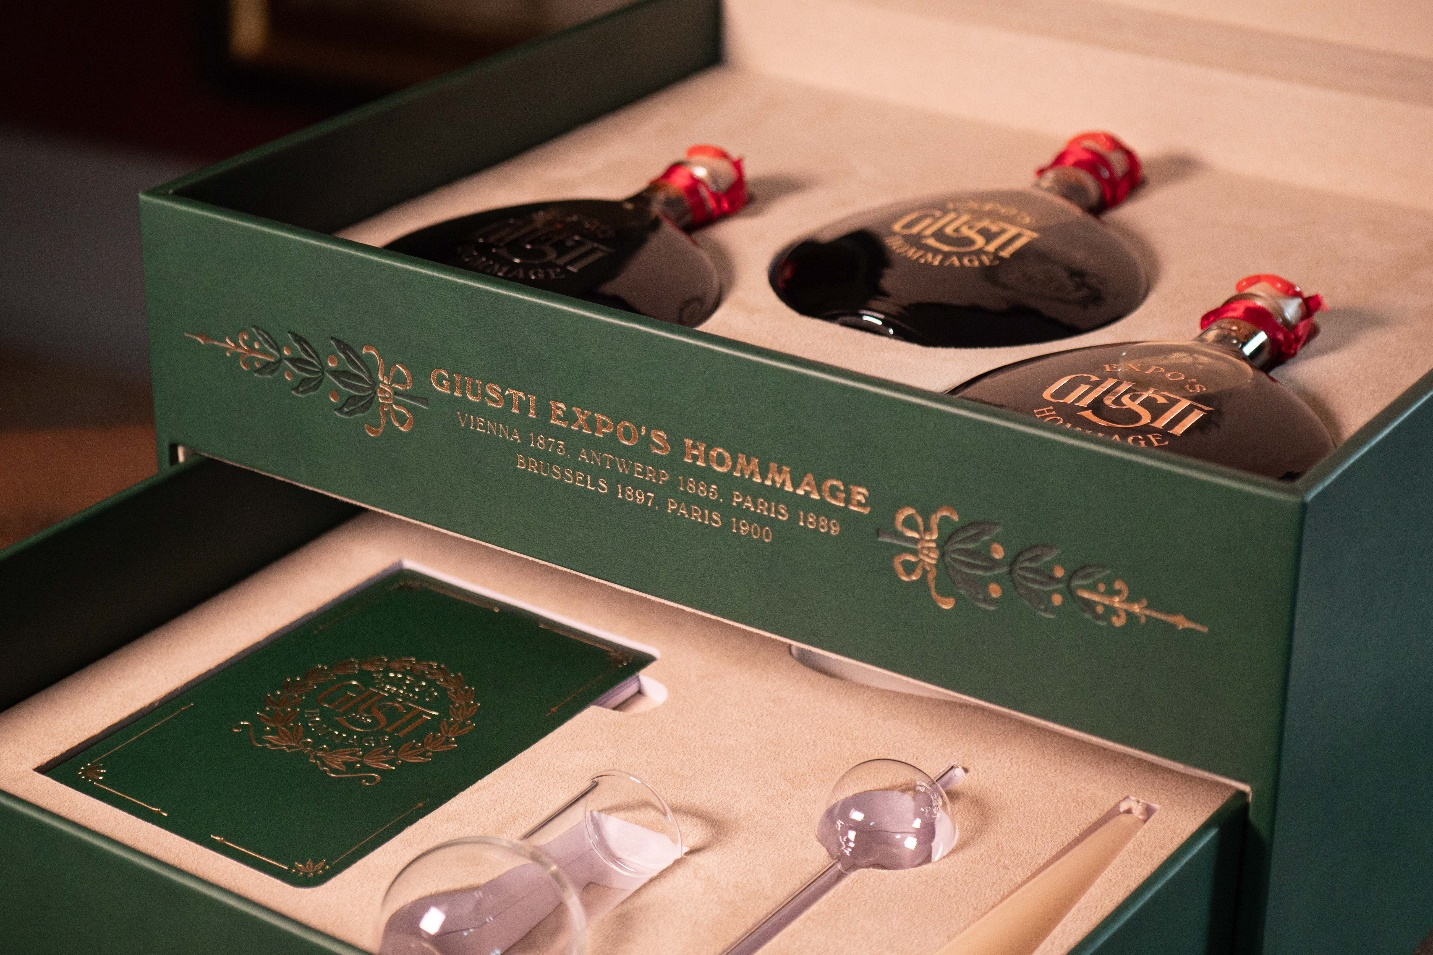 GIUSTI
HOMMAGE
EXPO'S
GIUSTI
HOMMAGE
EXPO'S
GIUSTI
HOMMAGE
GIUSTI EXPO'S HOMMAGE
VIENNA 1873, ANTWERP 1885, PARIS 1889
BRUSSELS 1897, PARIS 1900
GIUSTI